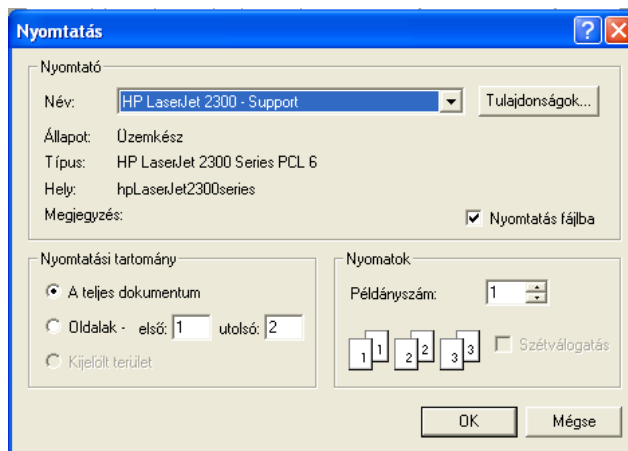 Nyomtatás
Nyomtató
Név: HP LaserJet 2300 - Support Tulajdonságok...
Állapot: Üzemkész
Típus: HP LaserJet 2300 Series PCL 6
Hely: hpLaserJet2300series
Megjegyzés: Nyomtatás fájlba
Nyomtatási tartomány
A teljes dokumentum
Oldalak - első: 1 utolsó: 2
Kijelölt terület
Nyomatok
Példányszám: 1
1 1 2 2 3 3 Szétválogatás
OK Mégse